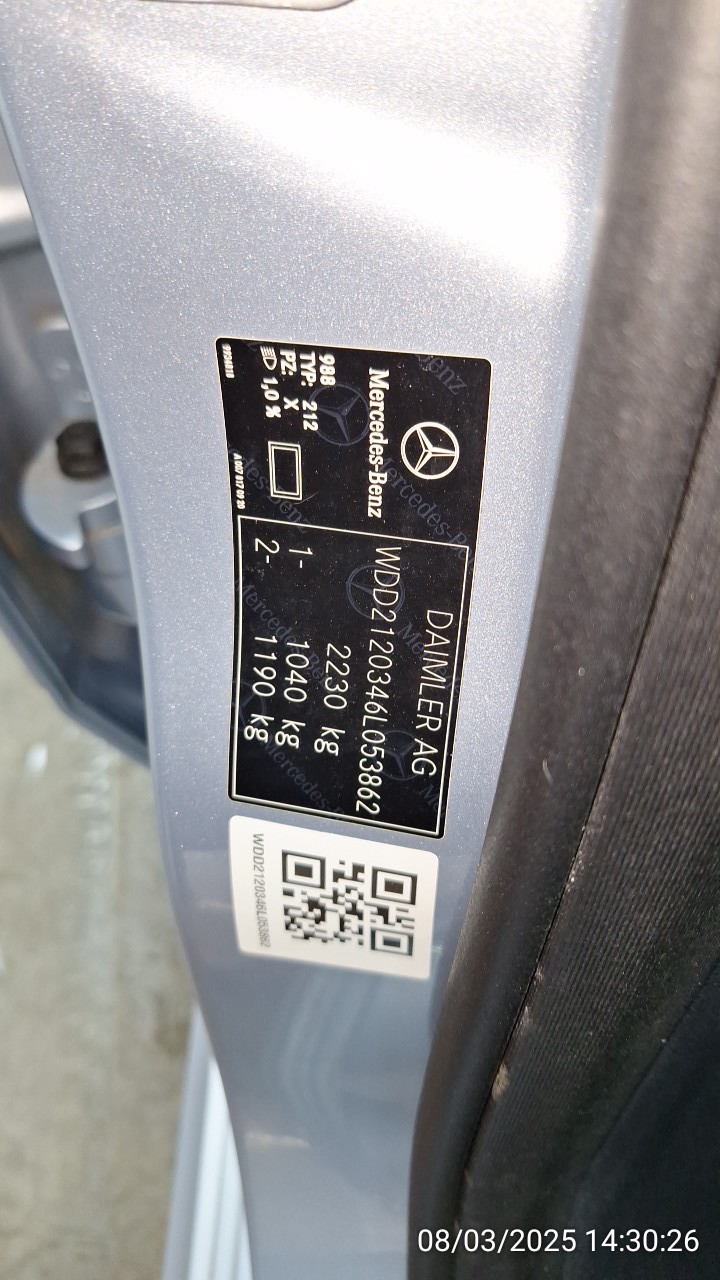 Mercedes-Benz
988
TYP: 212
PZ: X
1,0 %
DAIMLER AG
WDD2120346L053862
2230 kg
1- 1040 kg
2- 1190 kg
WDD2120346L053862
08/03/2025 14:30:26